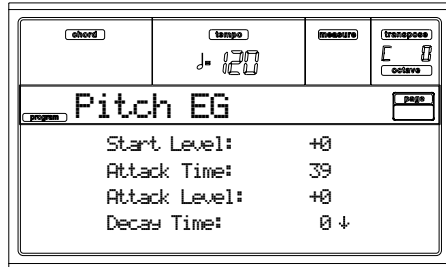 chord tempo measure transpose
♩= 120 C 0
octave
program Pitch EG page
Start Level: +0
Attack Time: 39
Attack Level: +0
Decay Time: 0 ↓